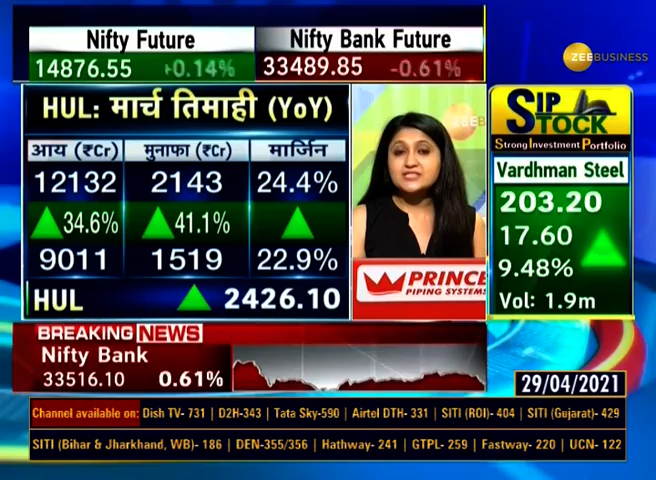 Nifty Future
14876.55 +0.14%
Nifty Bank Future
33489.85 -0.61%
ZEEBUSINESS
HUL: मार्च तिमाही (YoY)
आय (₹Cr) मुनाफा (₹Cr) मार्जिन
12132 2143 24.4%
34.6% 41.1%
9011 1519 22.9%
HUL 2426.10
PRINCE
PIPING SYSTEMS
SIP
STOCK
Strong Investment Portfolio
Vardhman Steel
203.20
17.60
9.48%
Vol: 1.9m
BREAKING NEWS
Nifty Bank
33516.10 0.61%
29/04/2021
Channel available on: Dish TV- 731 | D2H-343 | Tata Sky-590 | Airtel DTH- 331 | SITI (ROI)- 404 | SITI (Gujarat)- 429
SITI (Bihar & Jharkhand, WB)- 186 | DEN-355/356 | Hathway- 241 | GTPL- 259 | Fastway- 220 | UCN- 122